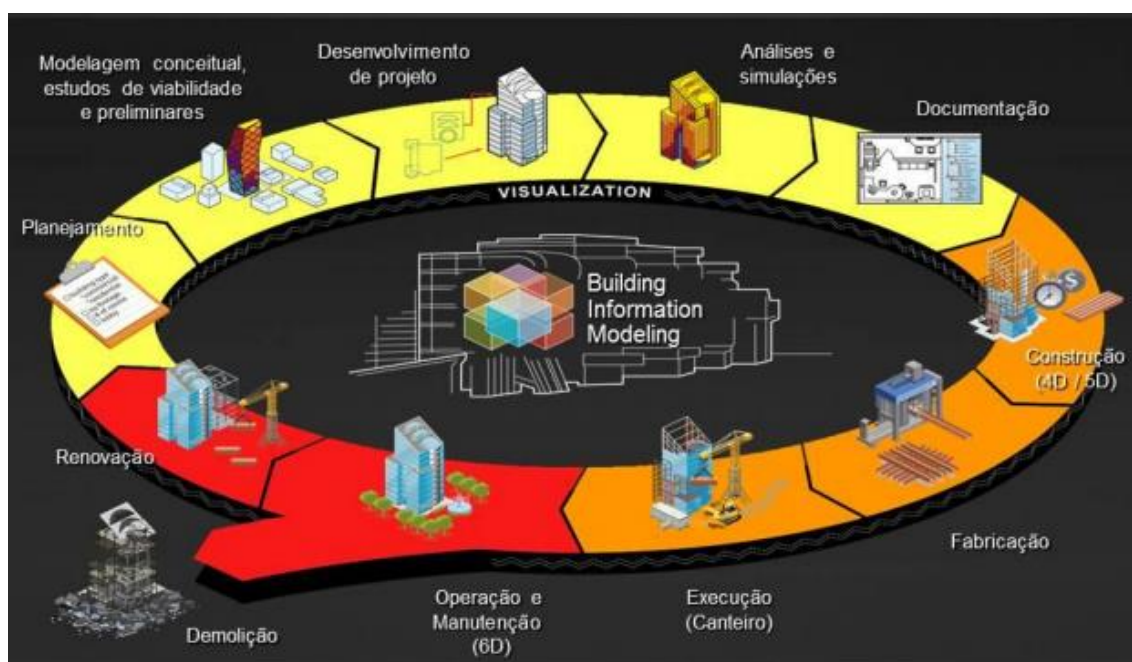 Modelagem conceitual,
estudos de viabilidade
e preliminares
Desenvolvimento
de projeto
Análises e
simulações
Documentação
Planejamento
VISUALIZATION
Building
Information
Modeling
Construção
(4D / 5D)
Renovação
Fabricação
Operação e
Manutenção
(6D)
Execução
(Canteiro)
Demolição